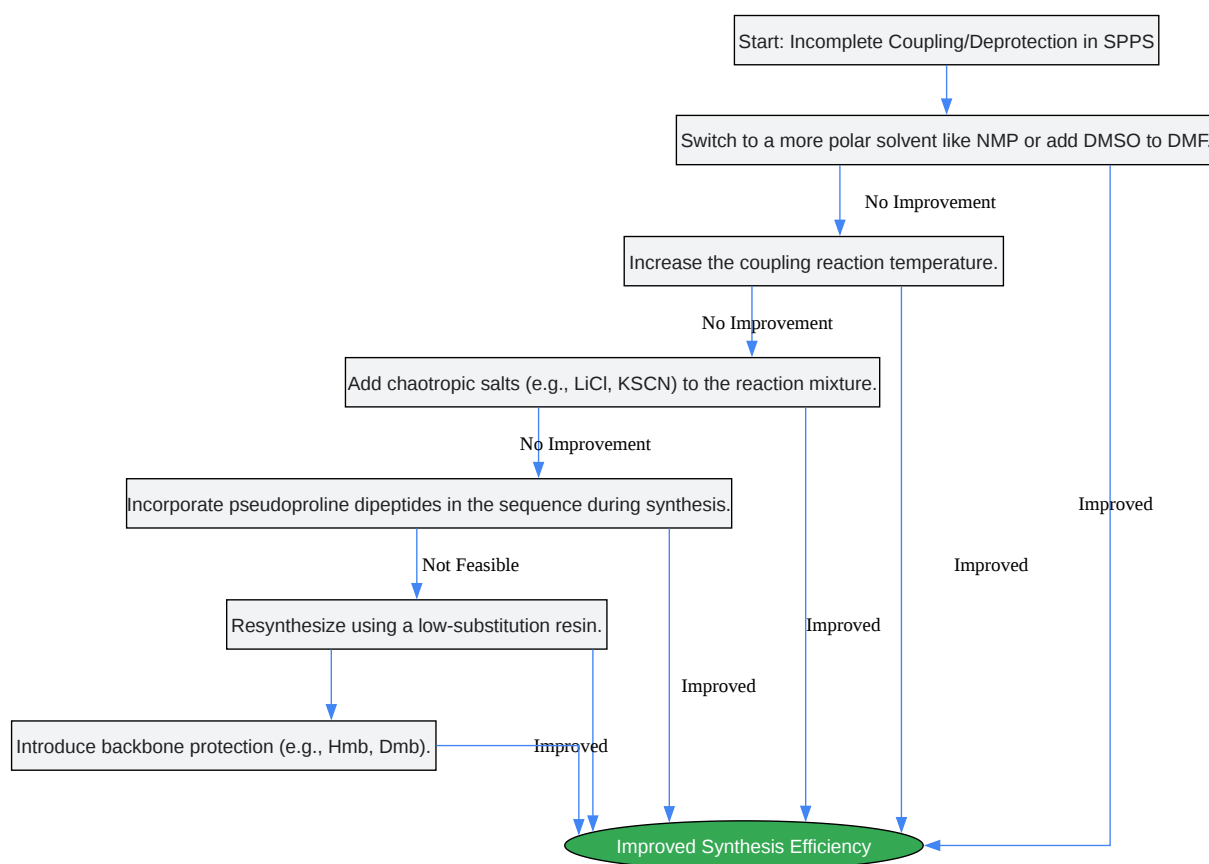 Start: Incomplete Coupling/Deprotection in SPPS
Switch to a more polar solvent like NMP or add DMSO to DMF.
No Improvement
Increase the coupling reaction temperature.
No Improvement
Add chaotropic salts (e.g., LiCl, KSCN) to the reaction mixture.
No Improvement
Incorporate pseudoproline dipeptides in the sequence during synthesis.
Improved
Not Feasible
Improved
Resynthesize using a low-substitution resin.
Improved
Improved
Introduce backbone protection (e.g., Hmb, Dmb).
Improved
Improved Synthesis Efficiency